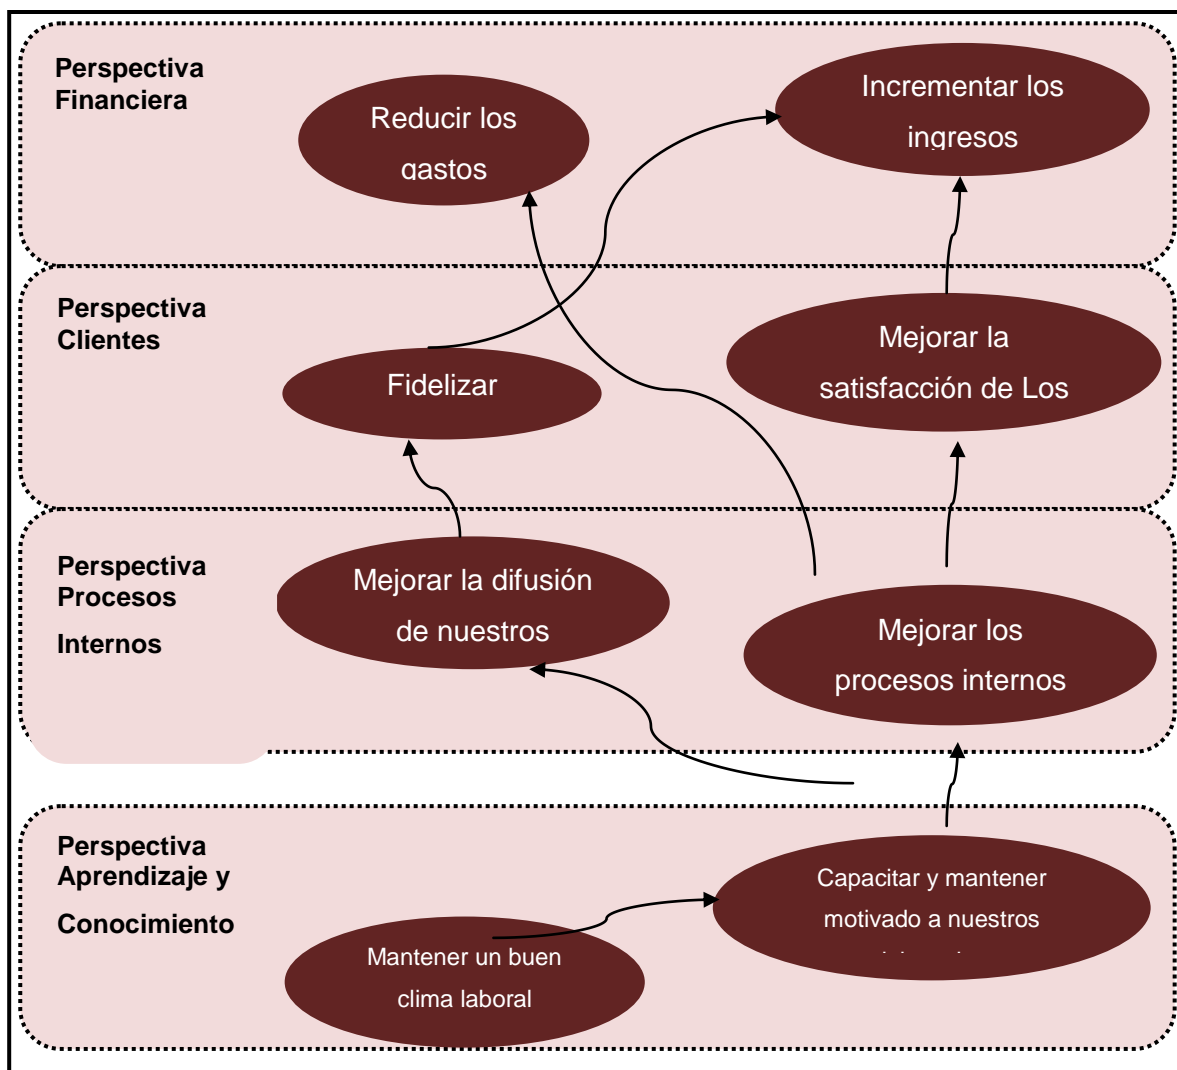 Perspectiva
Financiera
Reducir los
gastos
Incrementar los
ingresos
Perspectiva
Clientes
Fidelizar
Mejorar la
satisfacción de Los
Perspectiva
Procesos
Internos
Mejorar la difusión
de nuestros
Mejorar los
procesos internos
Perspectiva
Aprendizaje y
Conocimiento
Mantener un buen
clima laboral
Capacitar y mantener
motivado a nuestros